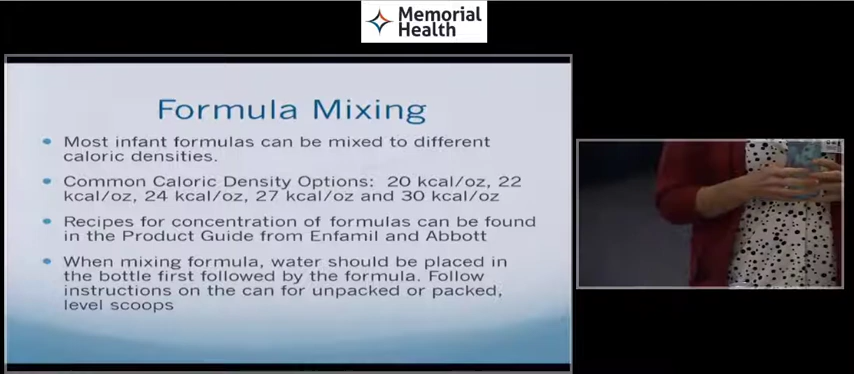 Memorial
Health
Formula Mixing
Most infant formulas can be mixed to different
caloric densities.
Common Caloric Density Options: 20 kcal/oz, 22
kcal/oz, 24 kcal/oz, 27 kcal/oz and 30 kcal/oz
Recipes for concentration of formulas can be found
in the Product Guide from Enfamil and Abbott
When mixing formula, water should be placed in
the bottle first followed by the formula. Follow
instructions on the can for unpacked or packed,
level scoops